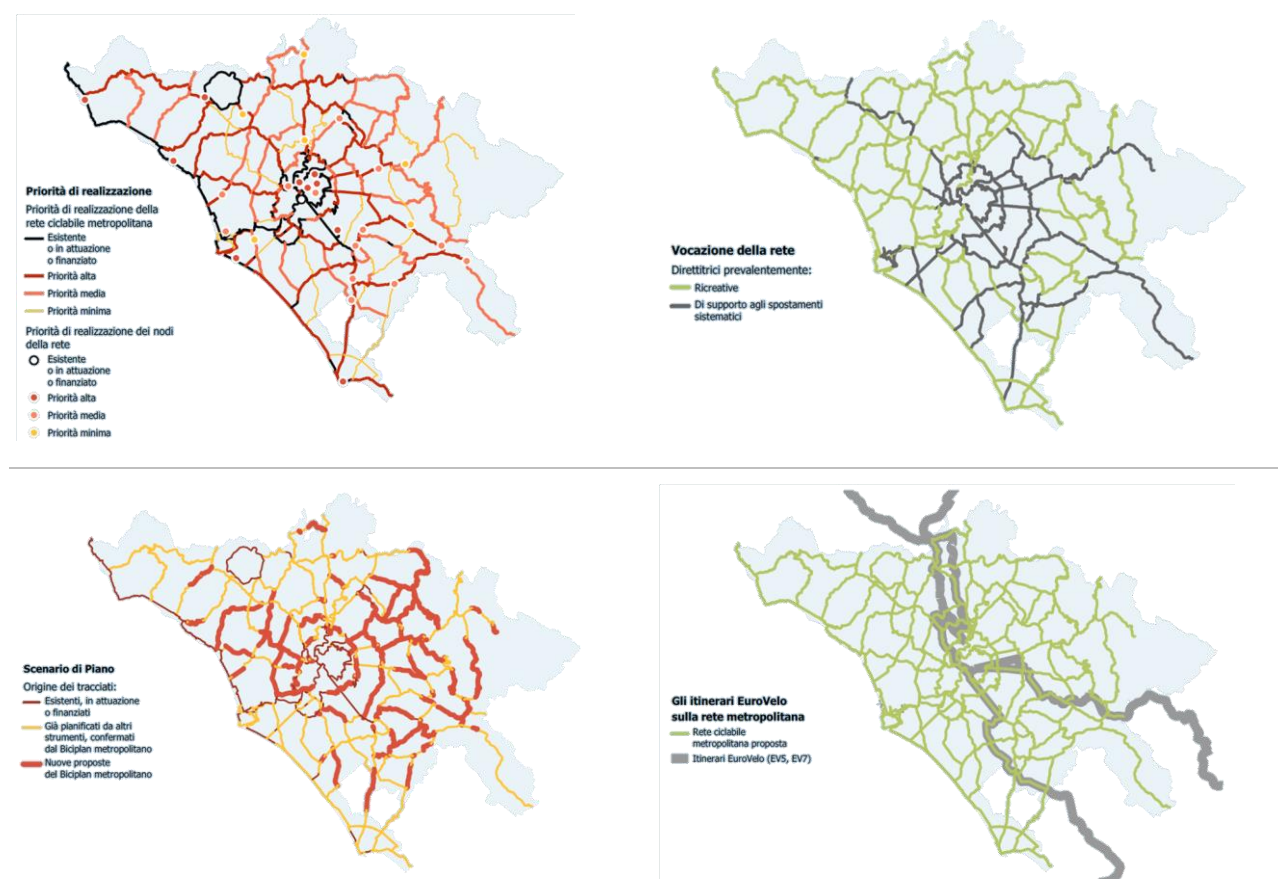 Priorità di realizzazione
Priorità di realizzazione della
rete ciclabile metropolitana
Esistente
o in attuazione
o finanziato
Priorità alta
Priorità media
Priorità minima
Priorità di realizzazione dei nodi
della rete
Esistente
o in attuazione
o finanziato
Priorità alta
Priorità media
Priorità minima
Vocazione della rete
Direttitrici prevalentemente:
Ricreative
Di supporto agli spostamenti
sistematici
Scenario di Piano
Origine dei tracciati:
Esistenti, in attuazione
o finanziati
Già pianificati da altri
strumenti, confermati
dal Biciplan metropolitano
Nuove proposte
del Biciplan metropolitano
Gli itinerari EuroVelo
sulla rete metropolitana
Rete ciclabile
metropolitana proposta
Itinerari EuroVelo (EV5, EV7)